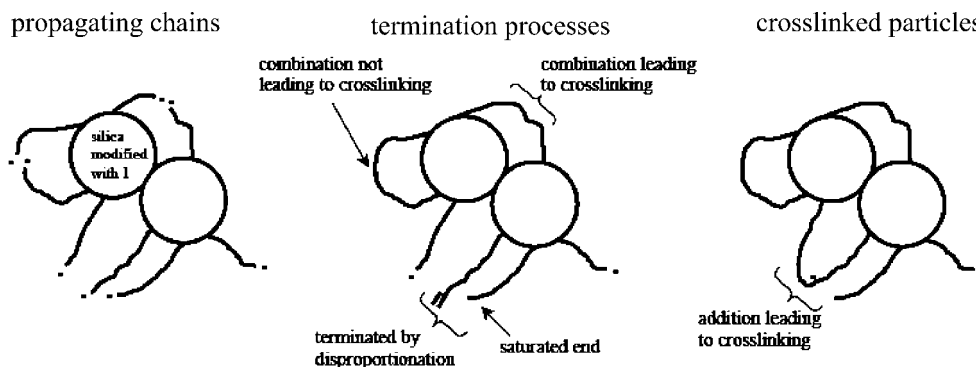 propagating chains
termination processes
crosslinked particles
combination not
leading to crosslinking
combination leading
to crosslinking
silica
modified
with 1
terminated by
disproportionation
saturated end
addition leading
to crosslinking